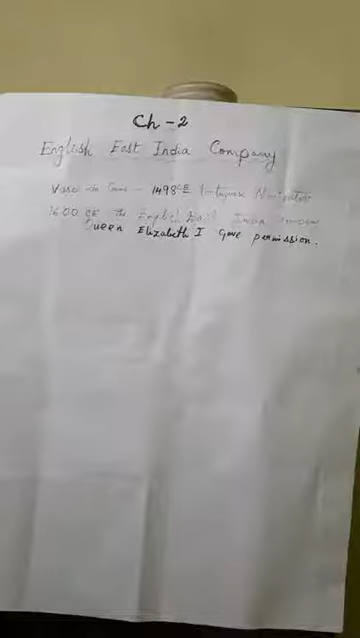 Ch - 2
English East India Company
Vasco da Gama - 1498 CE Portuguese Navigator
1600 CE the English East India
Queen Elizabeth I gave permission.